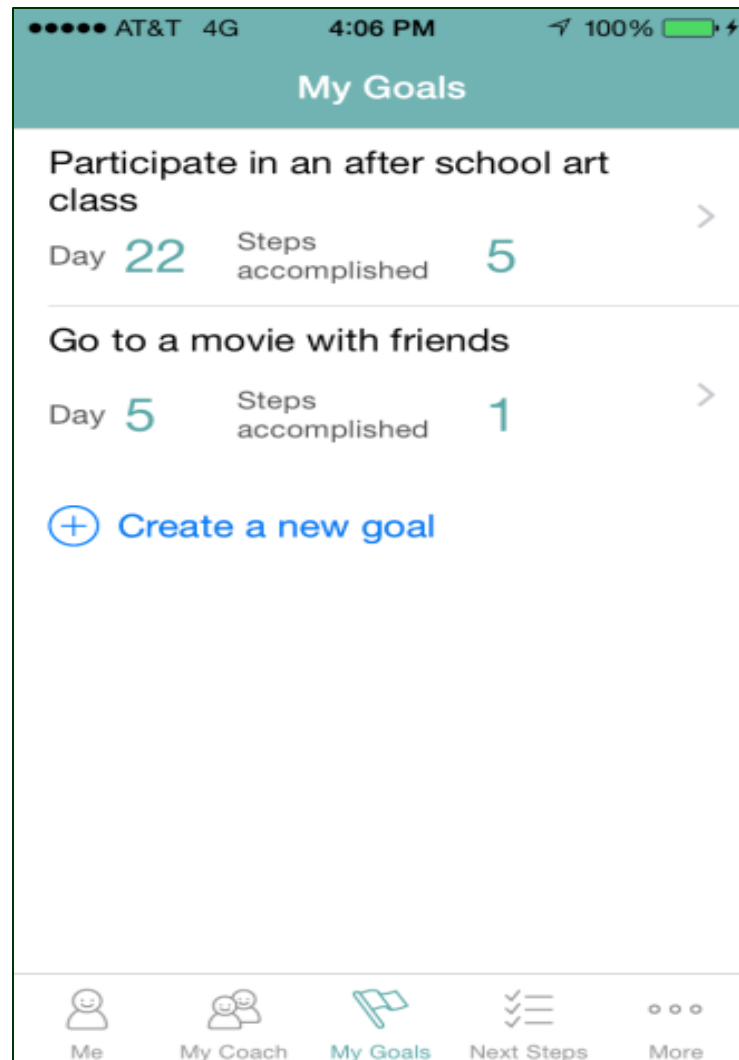 AT&T 4G 4:06 PM 100%
My Goals
Participate in an after school art
class
Day 22 Steps
accomplished 5
Go to a movie with friends
Day 5 Steps
accomplished 1
Create a new goal
Me My Coach My Goals Next Steps More